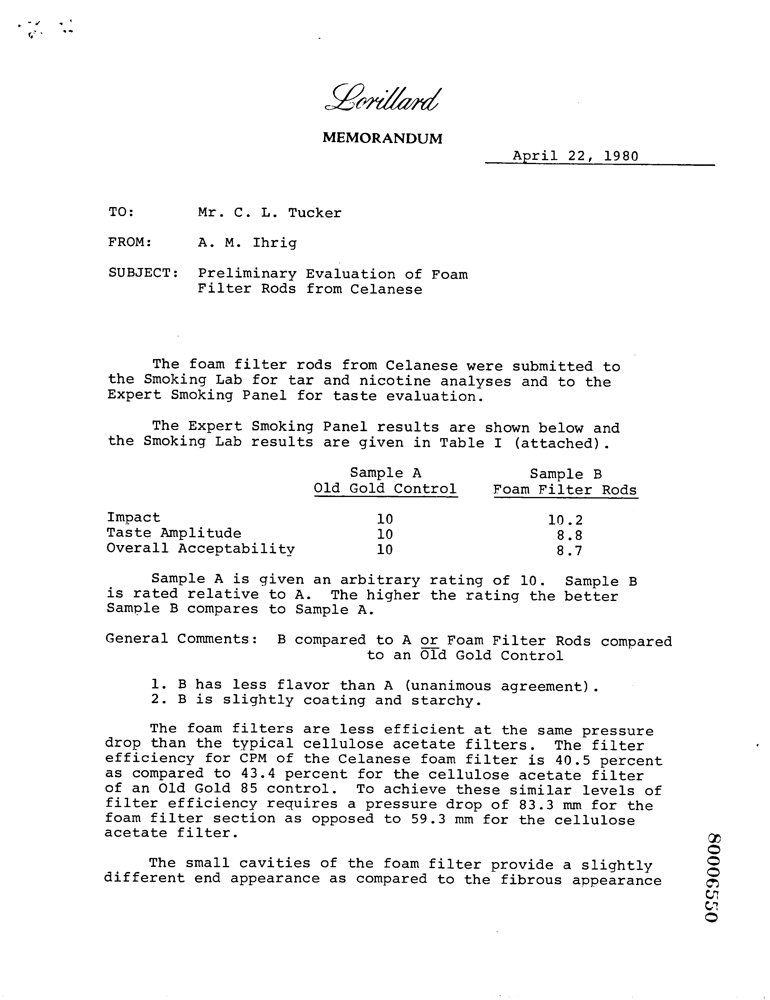 Lorillard
MEMORANDUM
April 22, 1980
TO: Mr. C. L. Tucker
FROM: A. M. Ihrig
SUBJECT: Preliminary Evaluation of Foam
Filter Rods from Celanese
The foam filter rods from Celanese were submitted to
the Smoking Lab for tar and nicotine analyses and to the
Expert Smoking Panel for taste evaluation.
The Expert Smoking Panel results are shown below and
the Smoking Lab results are given in Table I (attached).
Sample A Sample B
Old Gold Control Foam Filter Rods
Impact 10 10.2
Taste Amplitude 10 8.8
Overall Acceptability 10 8.7
Sample A is given an arbitrary rating of 10. Sample B
is rated relative to A. The higher the rating the better
Sample B compares to Sample A.
General Comments: B compared to A or Foam Filter Rods compared
to an Old Gold Control
1. B has less flavor than A (unanimous agreement).
2. B is slightly coating and starchy.
The foam filters are less efficient at the same pressure
drop than the typical cellulose acetate filters. The filter
efficiency for CPM of the Celanese foam filter is 40.5 percent
as compared to 43.4 percent for the cellulose acetate filter
of an Old Gold 85 control. To achieve these similar levels of
filter efficiency requires a pressure drop of 83.3 mm for the
foam filter section as opposed to 59.3 mm for the cellulose
acetate filter.
The small cavities of the foam filter provide a slightly
different end appearance as compared to the fibrous appearance
80006550